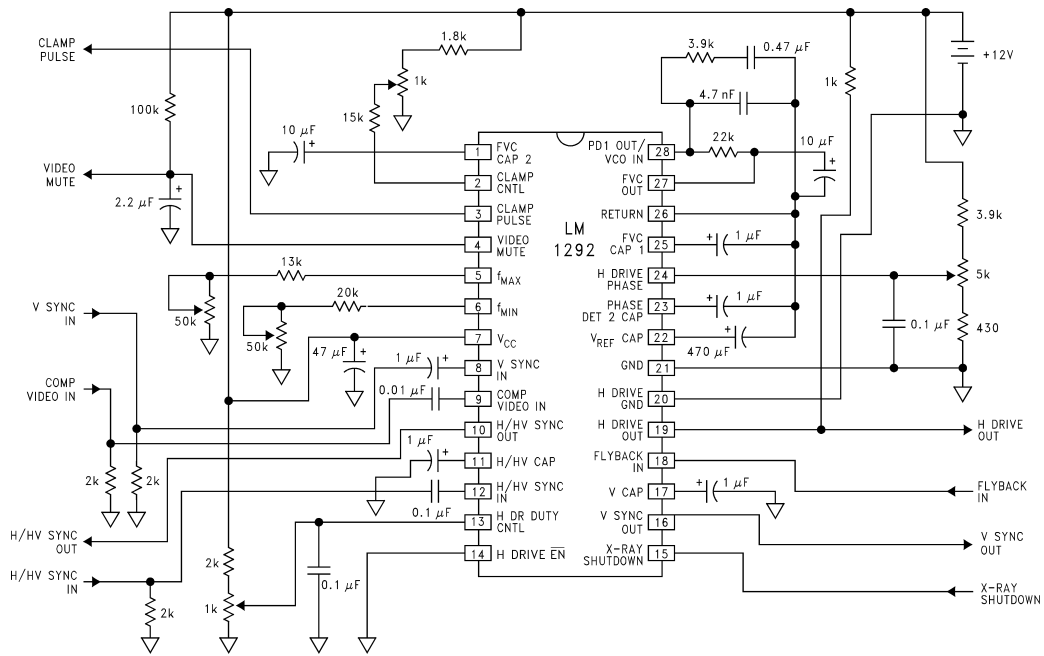 CLAMP
PULSE
1.8k
1k
100k
15k
10 μF
+
VIDEO
MUTE
2.2 μF
+
3.9k
0.47 μF
4.7 nF
22k
10 μF
+
1k
+12V
LM
1292
1 FVC
CAP 2
2 CLAMP
CNTL
3 CLAMP
PULSE
4 VIDEO
MUTE
5 fMAX
6 fMIN
7 VCC
8 V SYNC
IN
9 COMP
VIDEO IN
10 H/HV SYNC
OUT
11 H/HV CAP
12 H/HV SYNC
IN
13 H DR DUTY
CNTL
14 H DRIVE E̅N̅
PD1 OUT/
VCO IN 28
FVC
OUT 27
RETURN 26
FVC
CAP 1 25
H DRIVE
PHASE 24
PHASE
DET 2 CAP 23
VREF CAP 22
GND 21
H DRIVE
GND 20
H DRIVE
OUT 19
FLYBACK
IN 18
V CAP 17
V SYNC
OUT 16
X-RAY
SHUTDOWN 15
13k
50k
20k
50k
V SYNC
IN
47 μF
+
1 μF
+
COMP
VIDEO IN
0.01 μF
1 μF
+
2k
2k
0.1 μF
H/HV SYNC
OUT
H/HV SYNC
IN
2k
2k
1k
0.1 μF
+
1 μF
+
1 μF
+
470 μF
3.9k
5k
430
0.1 μF
H DRIVE
OUT
FLYBACK
IN
+
1 μF
V SYNC
OUT
X-RAY
SHUTDOWN